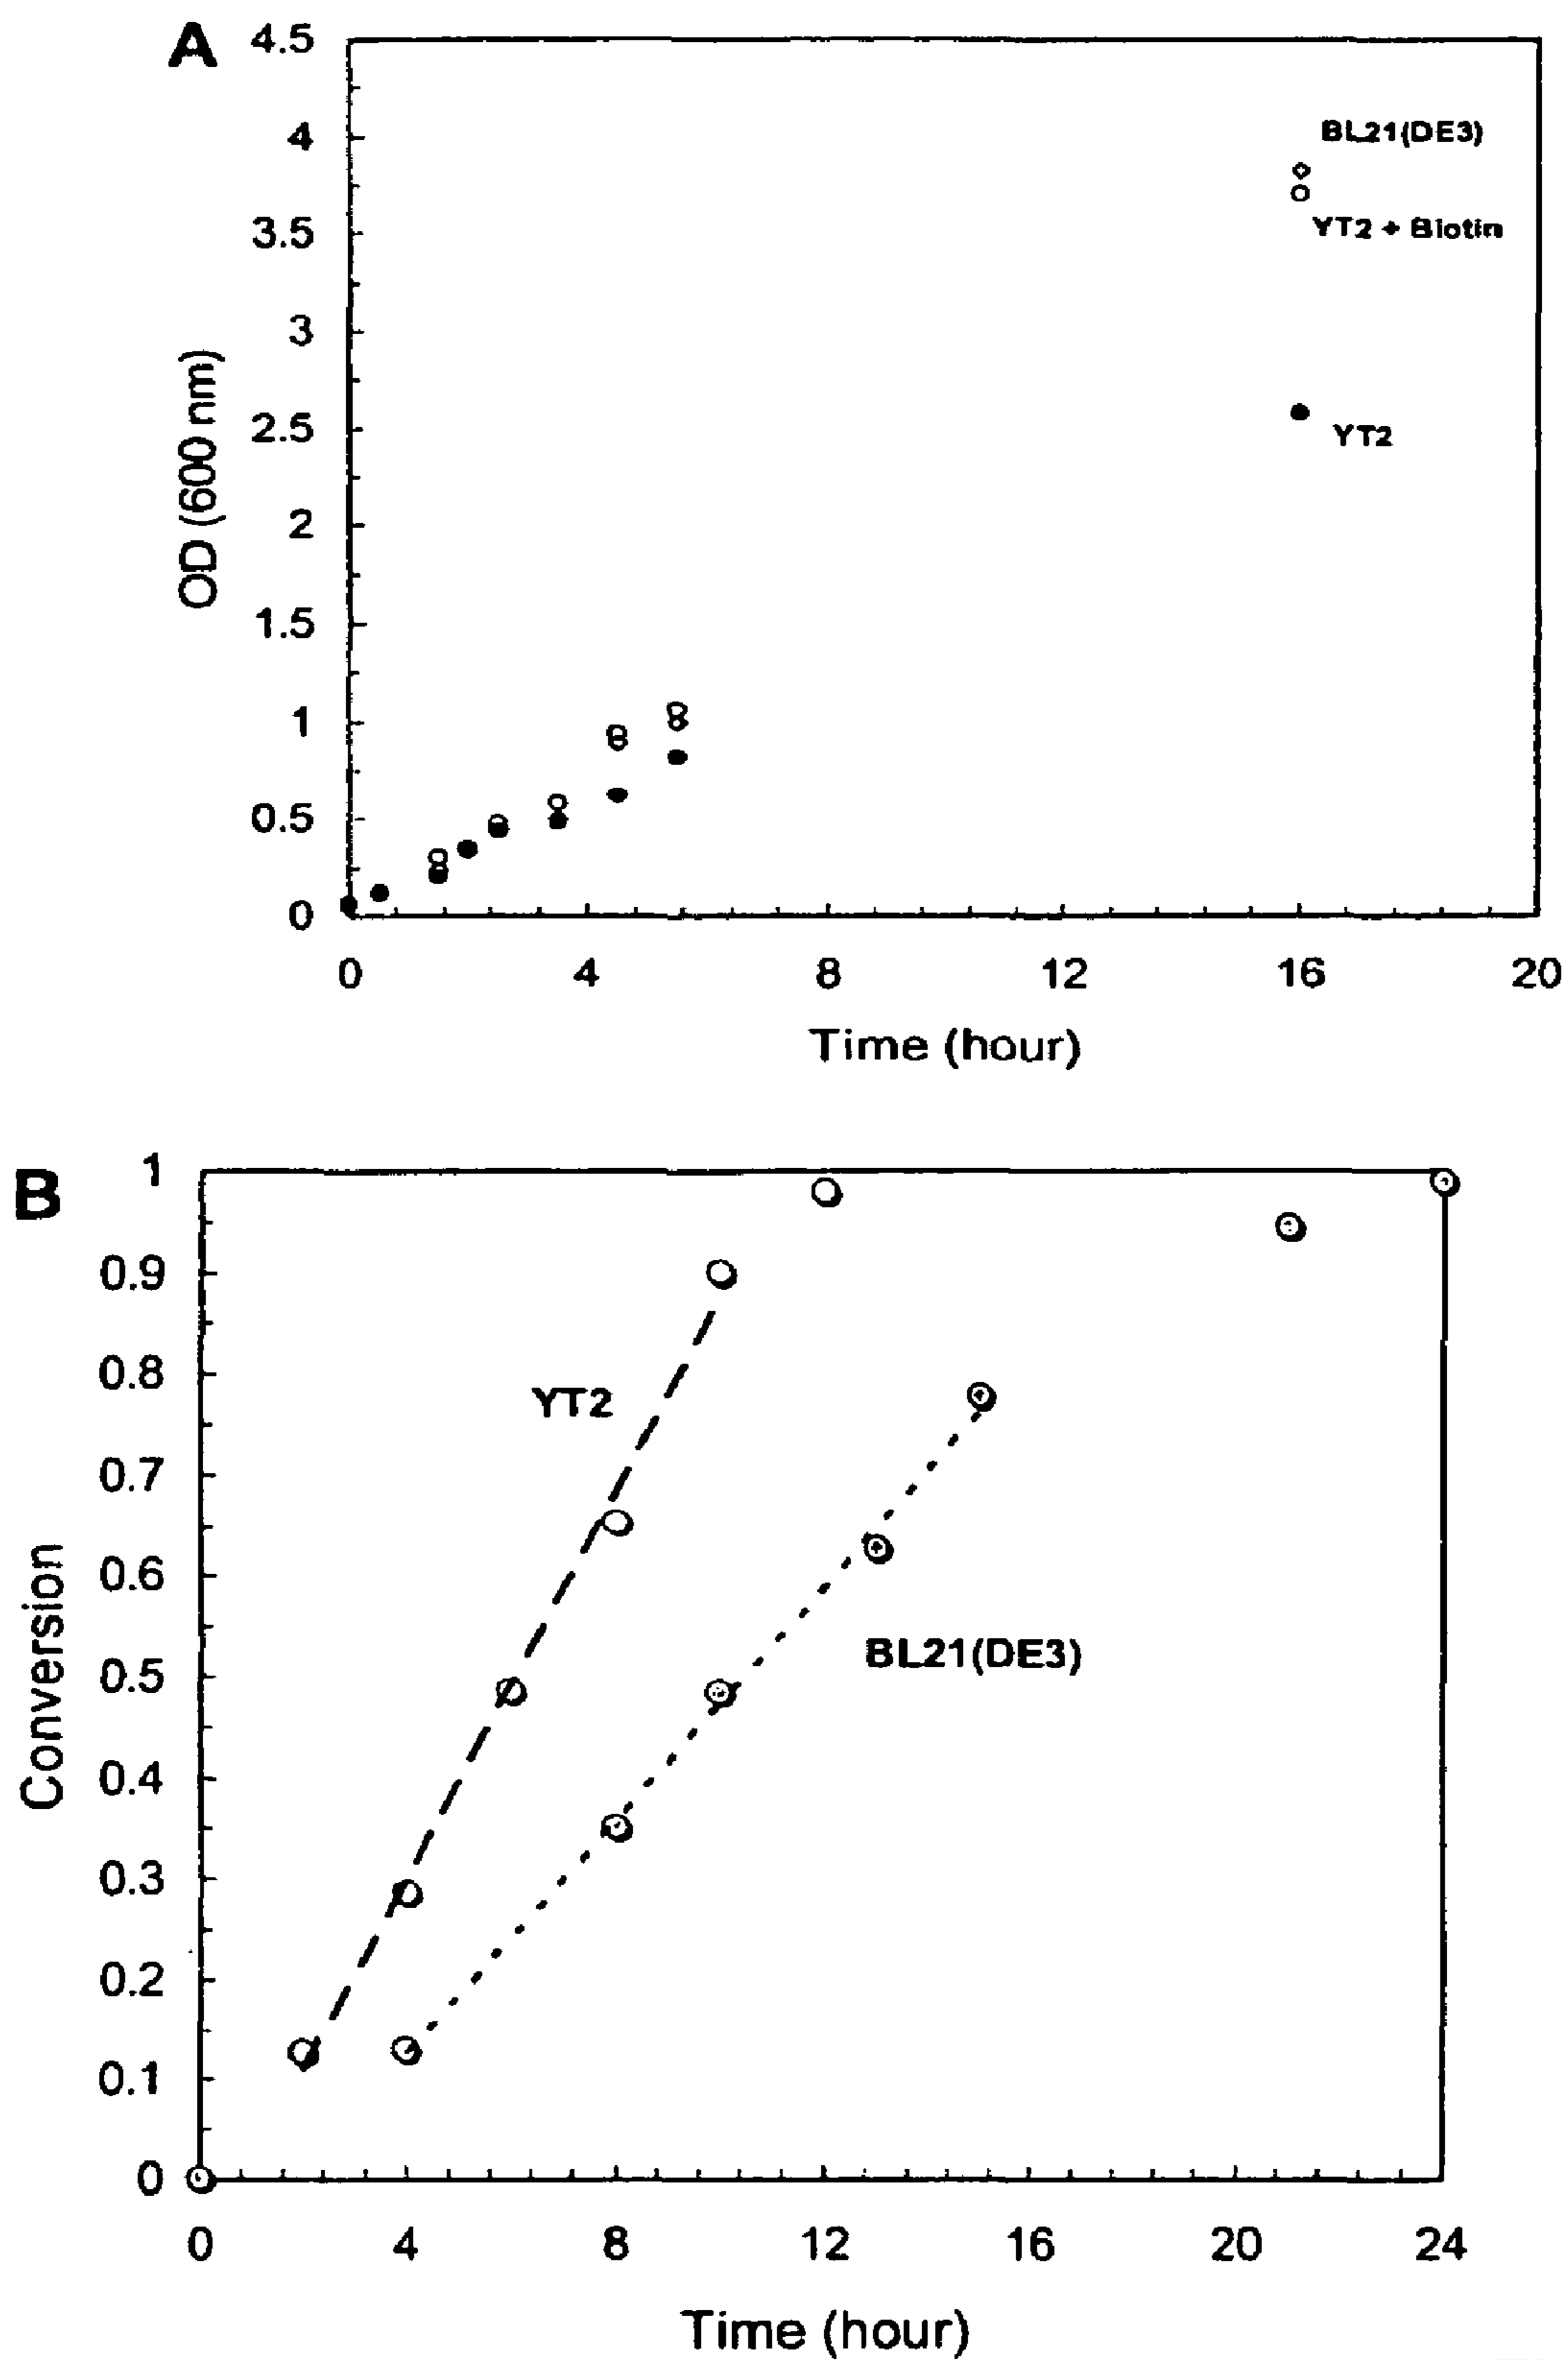 A
4.5
4
3.5
3
2.5
2
1.5
1
0.5
0
OD (600 nm)
BL21(DE3)
YT2 + Biotin
YT2
0 4 8 12 16 20
Time (hour)
B
1
0.9
0.8
0.7
0.6
0.5
0.4
0.3
0.2
0.1
0
Conversion
YT2
BL21(DE3)
0 4 8 12 16 20 24
Time (hour)